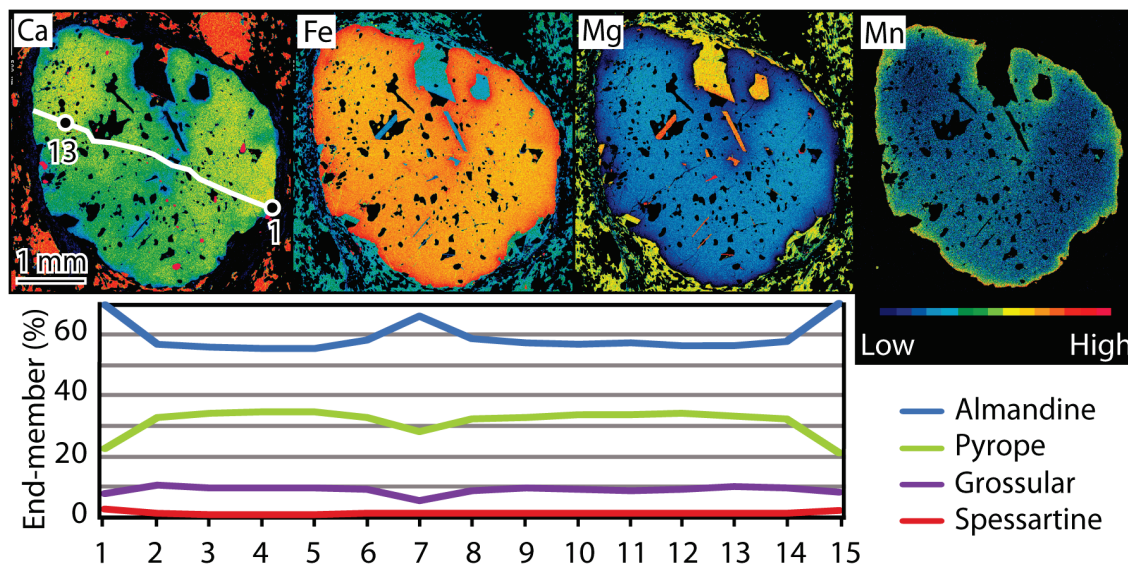 Ca Fe Mg Mn
13
1
1 mm
Low High
End-member (%)
60
40
20
0
1 2 3 4 5 6 7 8 9 10 11 12 13 14 15
Almandine
Pyrope
Grossular
Spessartine